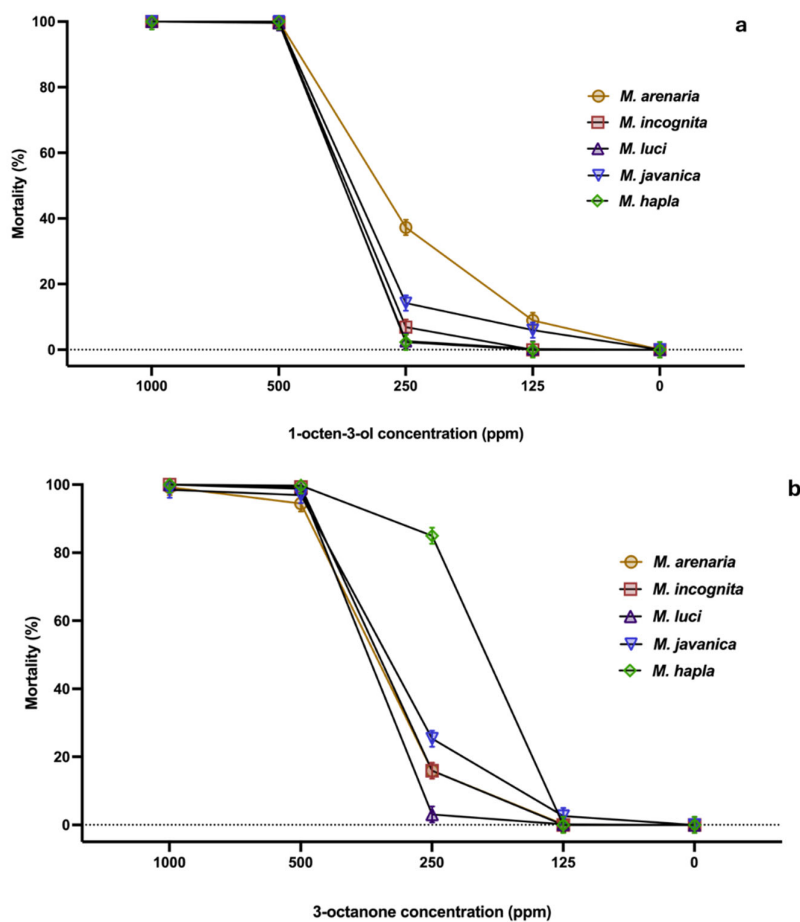 a
100
80
60
40
20
0
Mortality (%)
M. arenaria
M. incognita
M. luci
M. javanica
M. hapla
1000 500 250 125 0
1-octen-3-ol concentration (ppm)
b
100
80
60
40
20
0
Mortality (%)
M. arenaria
M. incognita
M. luci
M. javanica
M. hapla
1000 500 250 125 0
3-octanone concentration (ppm)